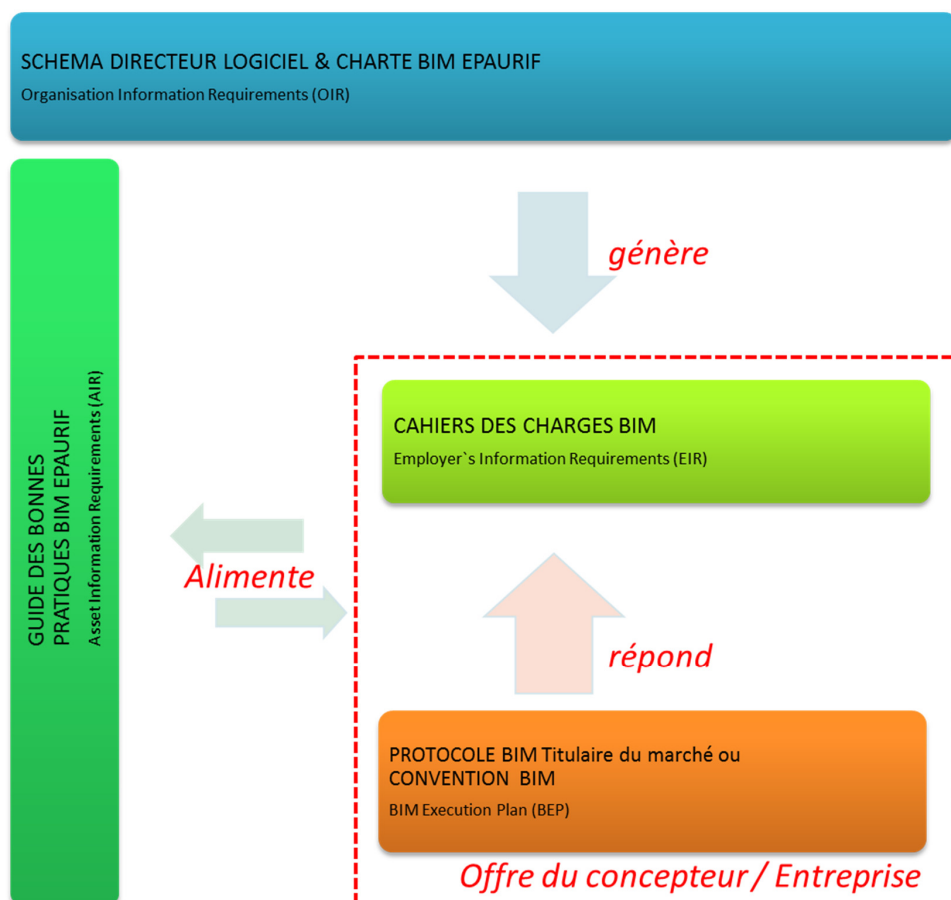 SCHEMA DIRECTEUR LOGICIEL & CHARTE BIM EPAURIF
Organisation Information Requirements (OIR)
génère
CAHIERS DES CHARGES BIM
Employer`s Information Requirements (EIR)
GUIDE DES BONNES
PRATIQUES BIM EPAURIF
Asset Information Requirements (AIR)
Alimente
répond
PROTOCOLE BIM Titulaire du marché ou
CONVENTION BIM
BIM Execution Plan (BEP)
Offre du concepteur / Entreprise